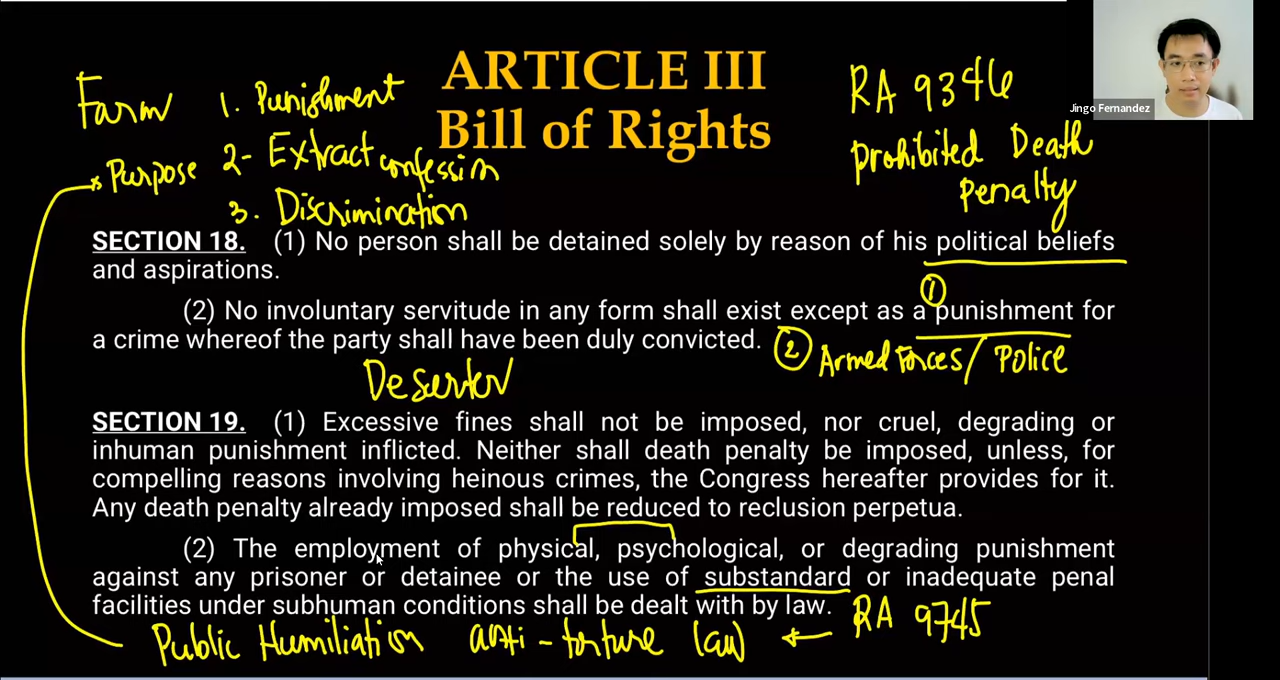 ARTICLE III
Bill of Rights
Farm
1. Punishment
* Purpose
2- Extract confession
3. Discrimination
RA 9346
Prohibited Death
Penalty
Jingo Fernandez
SECTION 18. (1) No person shall be detained solely by reason of his political beliefs
and aspirations.
1
(2) No involuntary servitude in any form shall exist except as a punishment for
a crime whereof the party shall have been duly convicted.
2 Armed Forces/ Police
Deserter
SECTION 19. (1) Excessive fines shall not be imposed, nor cruel, degrading or
inhuman punishment inflicted. Neither shall death penalty be imposed, unless, for
compelling reasons involving heinous crimes, the Congress hereafter provides for it.
Any death penalty already imposed shall be reduced to reclusion perpetua.
(2) The employment of physical, psychological, or degrading punishment
against any prisoner or detainee or the use of substandard or inadequate penal
facilities under subhuman conditions shall be dealt with by law.
RA 9745
Public Humiliation anti-torture law ←